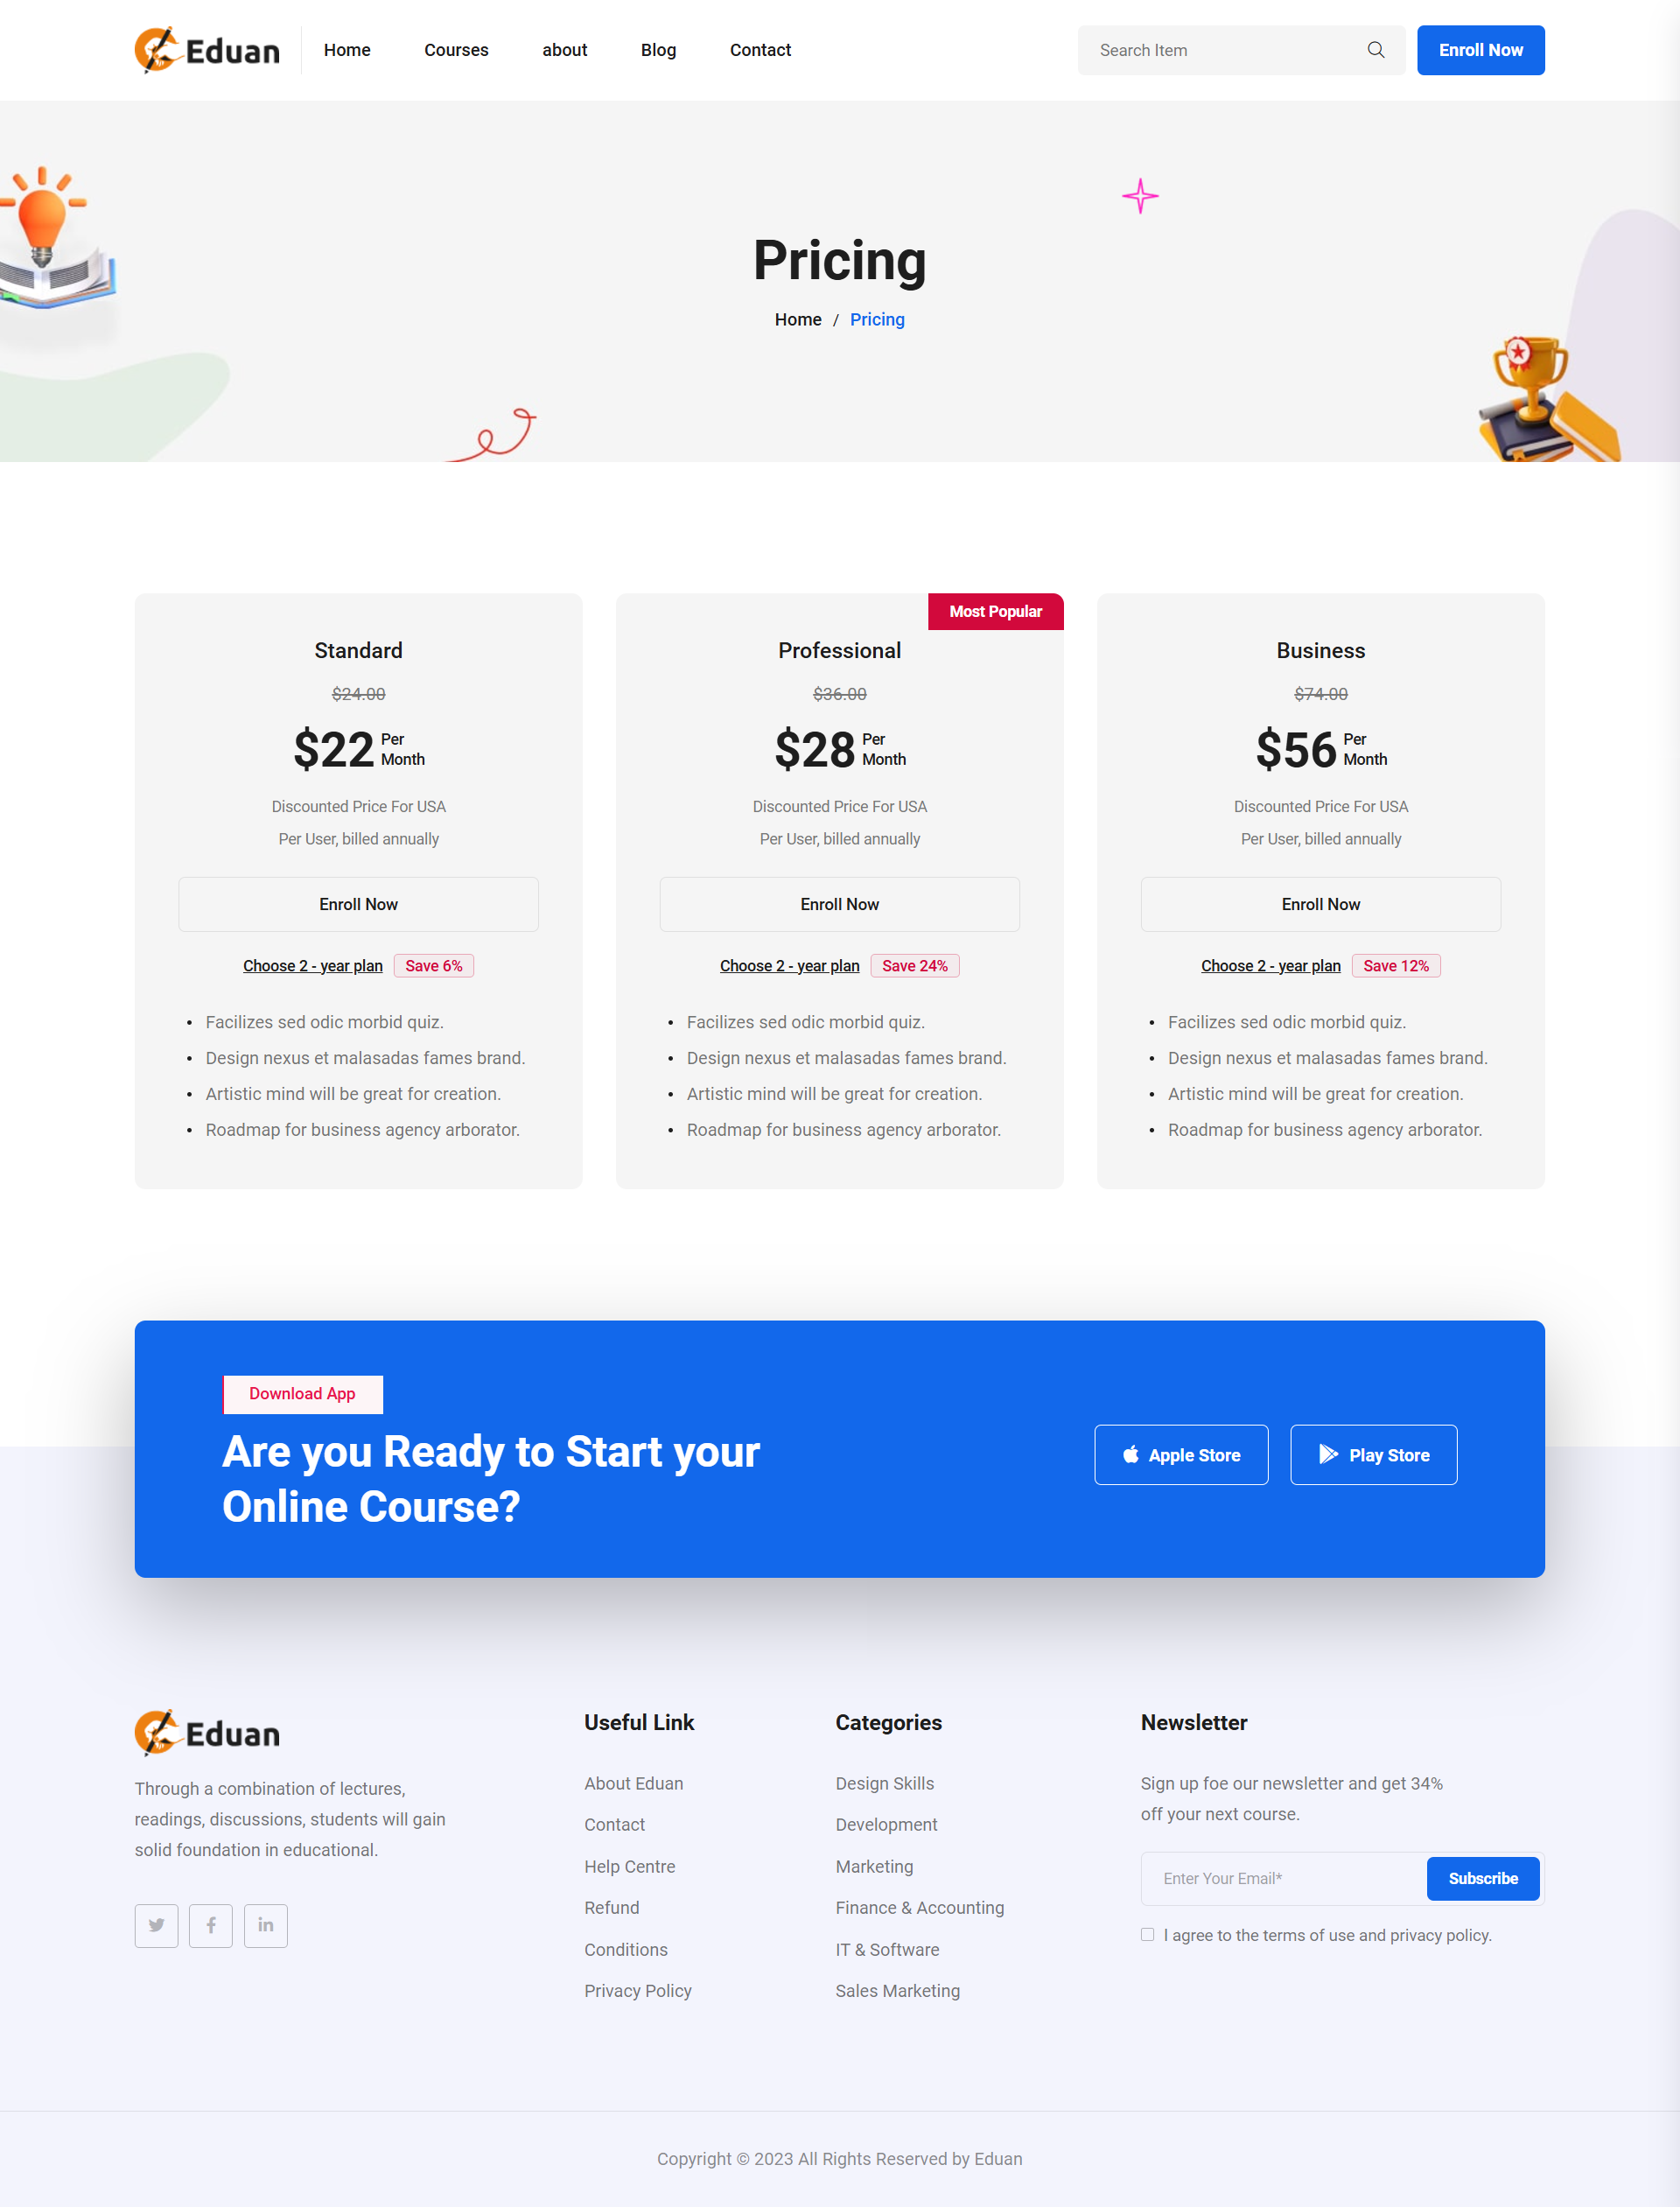 Eduan
Home
Courses
about
Blog
Contact
Search Item
Enroll Now
Pricing
Home / Pricing
Standard
$24.00
$22 Per Month
Discounted Price For USA
Per User, billed annually
Enroll Now
Choose 2 - year plan Save 6%
• Facilizes sed odic morbid quiz.
• Design nexus et malasadas fames brand.
• Artistic mind will be great for creation.
• Roadmap for business agency arborator.
Most Popular
Professional
$36.00
$28 Per Month
Discounted Price For USA
Per User, billed annually
Enroll Now
Choose 2 - year plan Save 24%
• Facilizes sed odic morbid quiz.
• Design nexus et malasadas fames brand.
• Artistic mind will be great for creation.
• Roadmap for business agency arborator.
Business
$74.00
$56 Per Month
Discounted Price For USA
Per User, billed annually
Enroll Now
Choose 2 - year plan Save 12%
• Facilizes sed odic morbid quiz.
• Design nexus et malasadas fames brand.
• Artistic mind will be great for creation.
• Roadmap for business agency arborator.
Download App
Are you Ready to Start your
Online Course?
Apple Store
Play Store
Eduan
Through a combination of lectures,
readings, discussions, students will gain
solid foundation in educational.
Useful Link
About Eduan
Contact
Help Centre
Refund
Conditions
Privacy Policy
Categories
Design Skills
Development
Marketing
Finance & Accounting
IT & Software
Sales Marketing
Newsletter
Sign up foe our newsletter and get 34%
off your next course.
Enter Your Email*
Subscribe
I agree to the terms of use and privacy policy.
Copyright © 2023 All Rights Reserved by Eduan